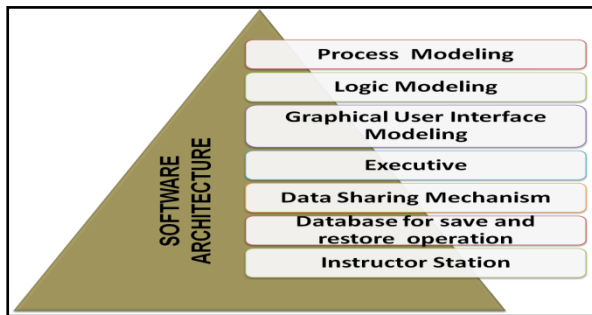 SOFTWARE
ARCHITECTURE
Process Modeling
Logic Modeling
Graphical User Interface
Modeling
Executive
Data Sharing Mechanism
Database for save and
restore operation
Instructor Station